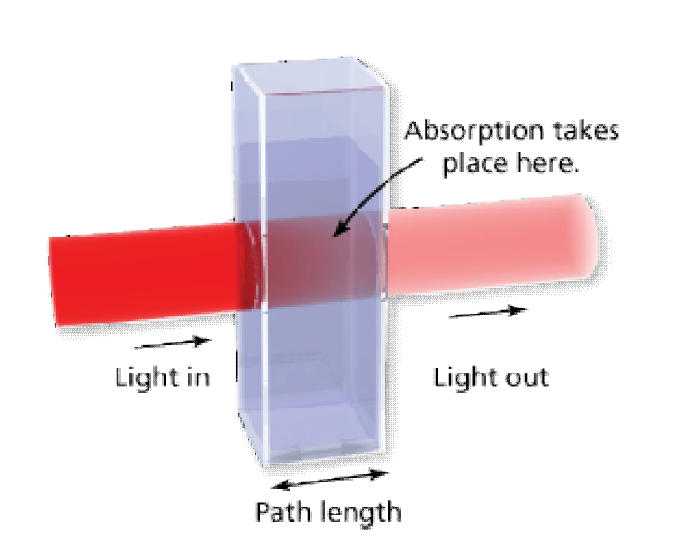 Absorption takes
place here.
Light in
Light out
Path length